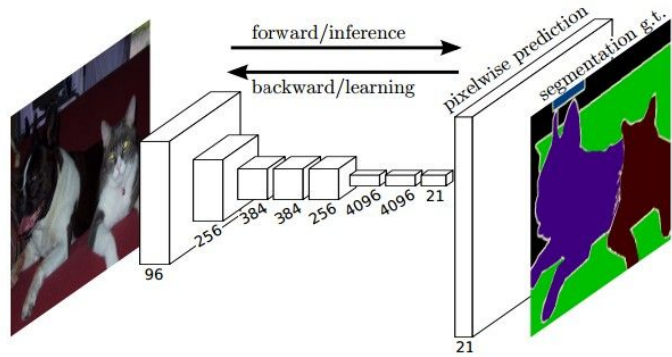 forward/inference
backward/learning
pixelwise prediction
segmentation g.t.
96
256
384
384
256
4096
4096
21
21